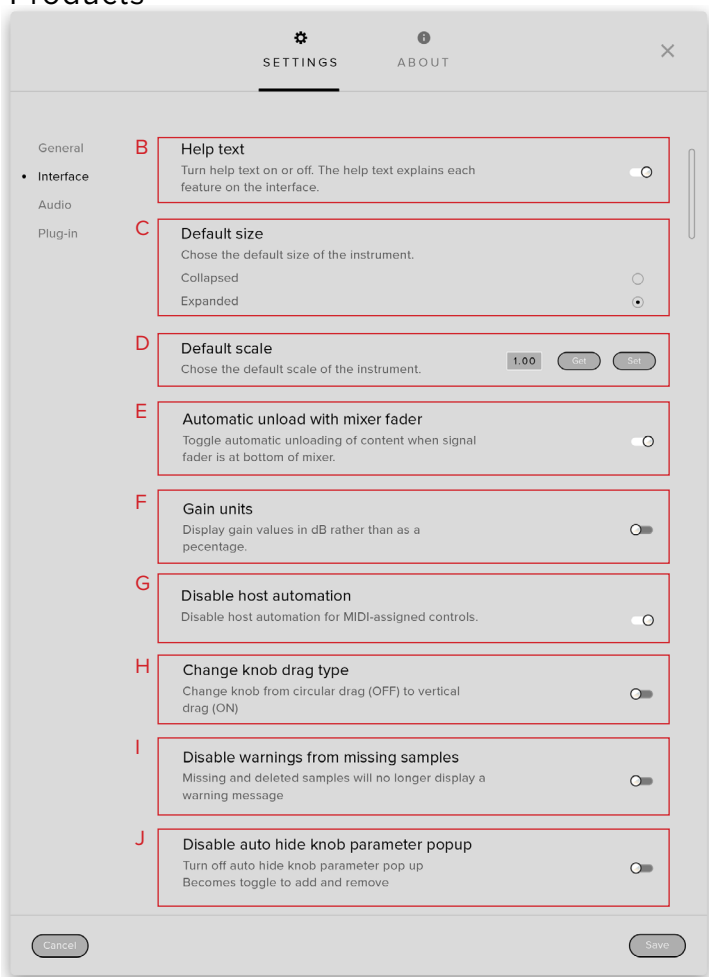 Products
SETTINGS
ABOUT
General
Interface
Audio
Plug-in
B
Help text
Turn help text on or off. The help text explains each
feature on the interface.
C
Default size
Chose the default size of the instrument.
Collapsed
Expanded
D
Default scale
Chose the default scale of the instrument.
1.00
Get
Set
E
Automatic unload with mixer fader
Toggle automatic unloading of content when signal
fader is at bottom of mixer.
F
Gain units
Display gain values in dB rather than as a
pecentage.
G
Disable host automation
Disable host automation for MIDI-assigned controls.
H
Change knob drag type
Change knob from circular drag (OFF) to vertical
drag (ON)
I
Disable warnings from missing samples
Missing and deleted samples will no longer display a
warning message
J
Disable auto hide knob parameter popup
Turn off auto hide knob parameter pop up
Becomes toggle to add and remove
Cancel
Save